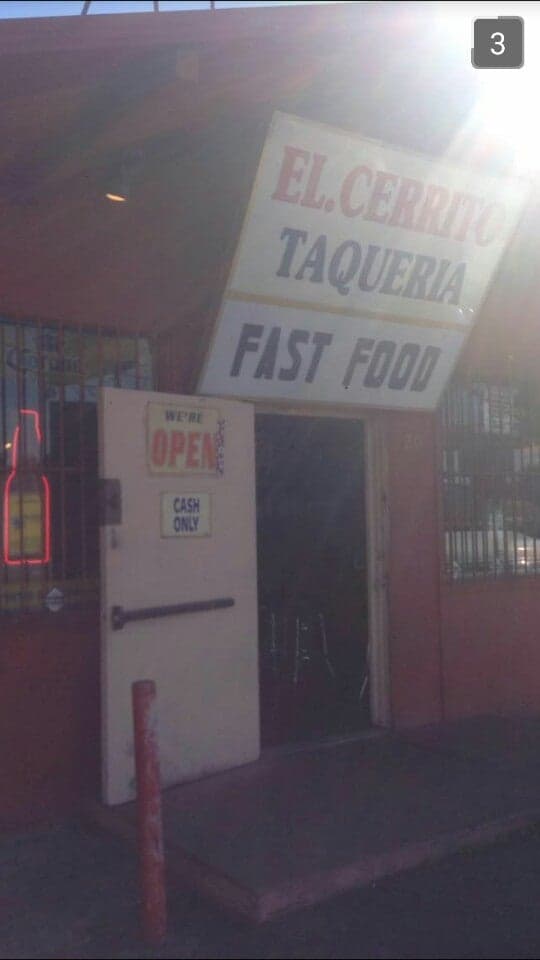 3
EL.CERRITO
TAQUERIA
FAST FOOD
WE'RE
OPEN
CASH
ONLY